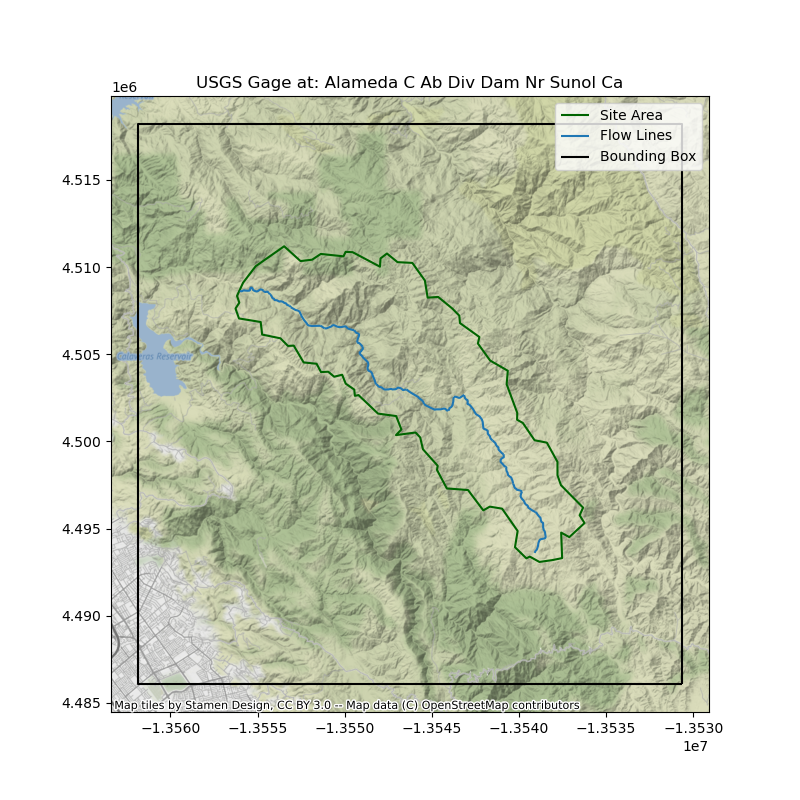 USGS Gage at: Alameda C Ab Div Dam Nr Sunol Ca
1e6
Site Area
Flow Lines
Bounding Box
4.515
4.510
4.505
4.500
4.495
4.490
4.485
Calaveras Reservoir
Map tiles by Stamen Design, CC BY 3.0 -- Map data (C) OpenStreetMap contributors
−1.3560 −1.3555 −1.3550 −1.3545 −1.3540 −1.3535 −1.3530
1e7